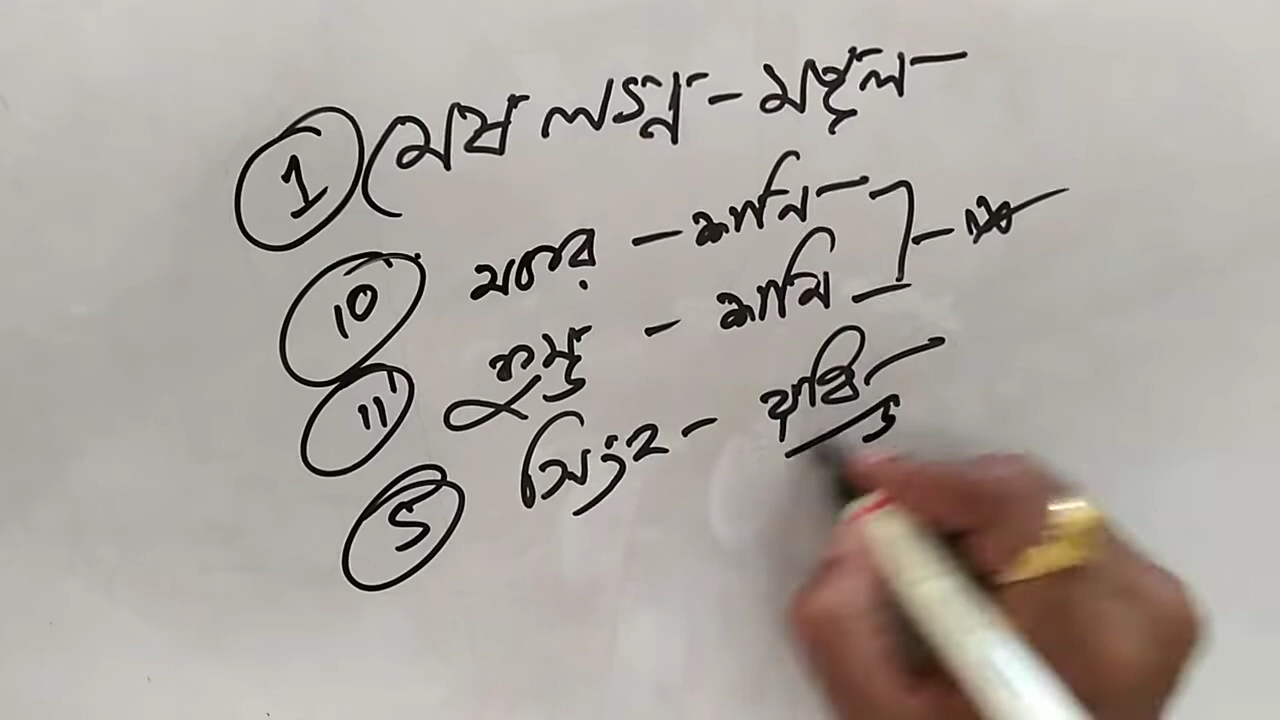 ① মেষ লগ্ন - মঙ্গল -
⑩ মকর - শনি -
⑪ কুম্ভ - শনি -
⑤ সিংহ - রবি -